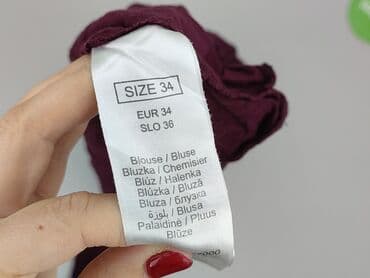 SIZE 34
EUR 34
SLO 36
Blouse / Bluse
Bluzka / Chemisier
Blúz / Halenka
Blúzka / Bluză
Bluza / блузка
بلوزة / Blusa
Palaidinė / Pluus
Blūze